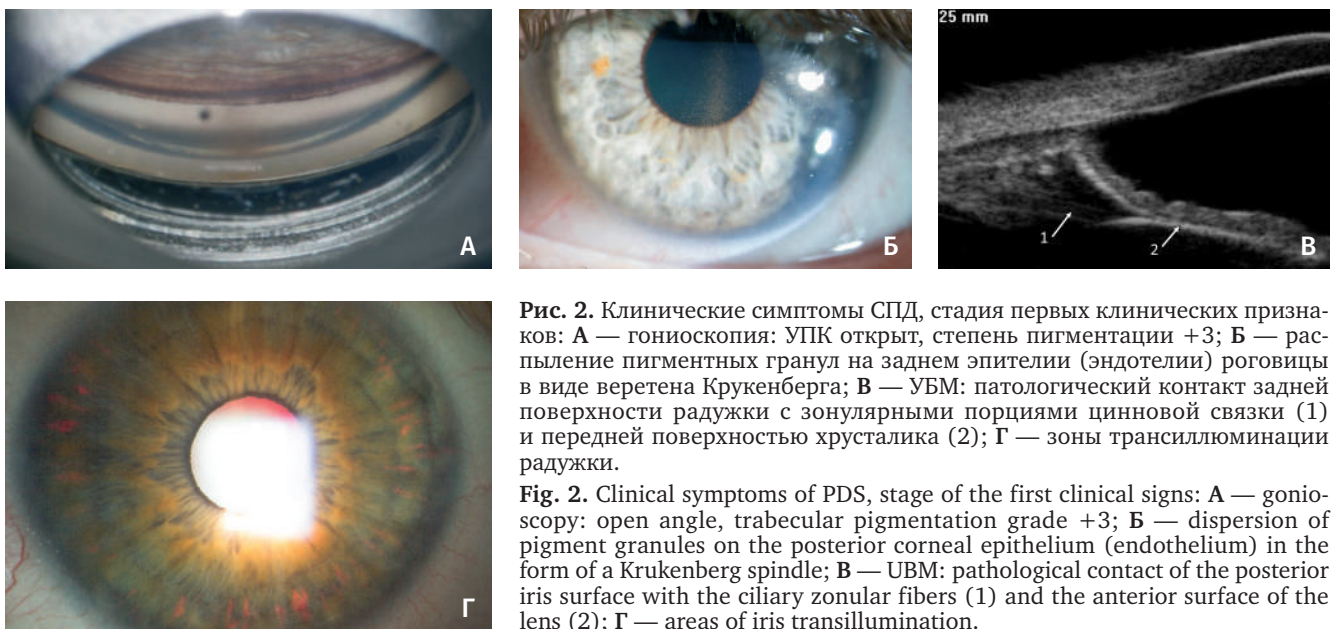 25 mm
А
Б
1
2
В
Г
Рис. 2. Клинические симптомы СПД, стадия первых клинических призна-
ков: А — гониоскопия: УПК открыт, степень пигментации +3; Б — рас-
пыление пигментных гранул на заднем эпителии (эндотелии) роговицы
в виде веретена Крукенберга; В — УБМ: патологический контакт задней
поверхности радужки с зонулярными порциями цинновой связки (1)
и передней поверхностью хрусталика (2); Г — зоны трансиллюминации
радужки.
Fig. 2. Clinical symptoms of PDS, stage of the first clinical signs: А — gonio-
scopy: open angle, trabecular pigmentation grade +3; Б — dispersion of
pigment granules on the posterior corneal epithelium (endothelium) in the
form of a Krukenberg spindle; В — UBM: pathological contact of the posterior
iris surface with the ciliary zonular fibers (1) and the anterior surface of the
lens (2); Г — areas of iris transillumination.